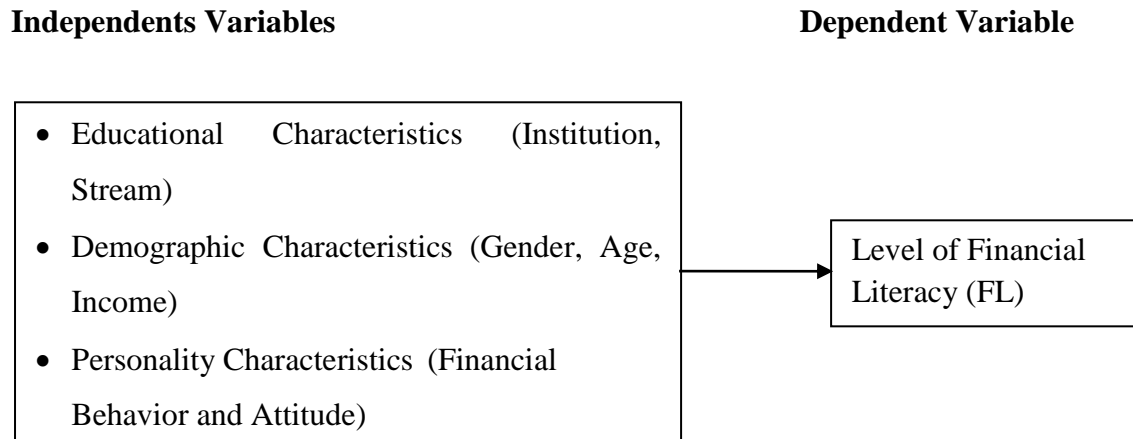 Independents Variables
Dependent Variable
• Educational Characteristics (Institution,
Stream)
• Demographic Characteristics (Gender, Age,
Income)
• Personality Characteristics (Financial
Behavior and Attitude)
Level of Financial
Literacy (FL)